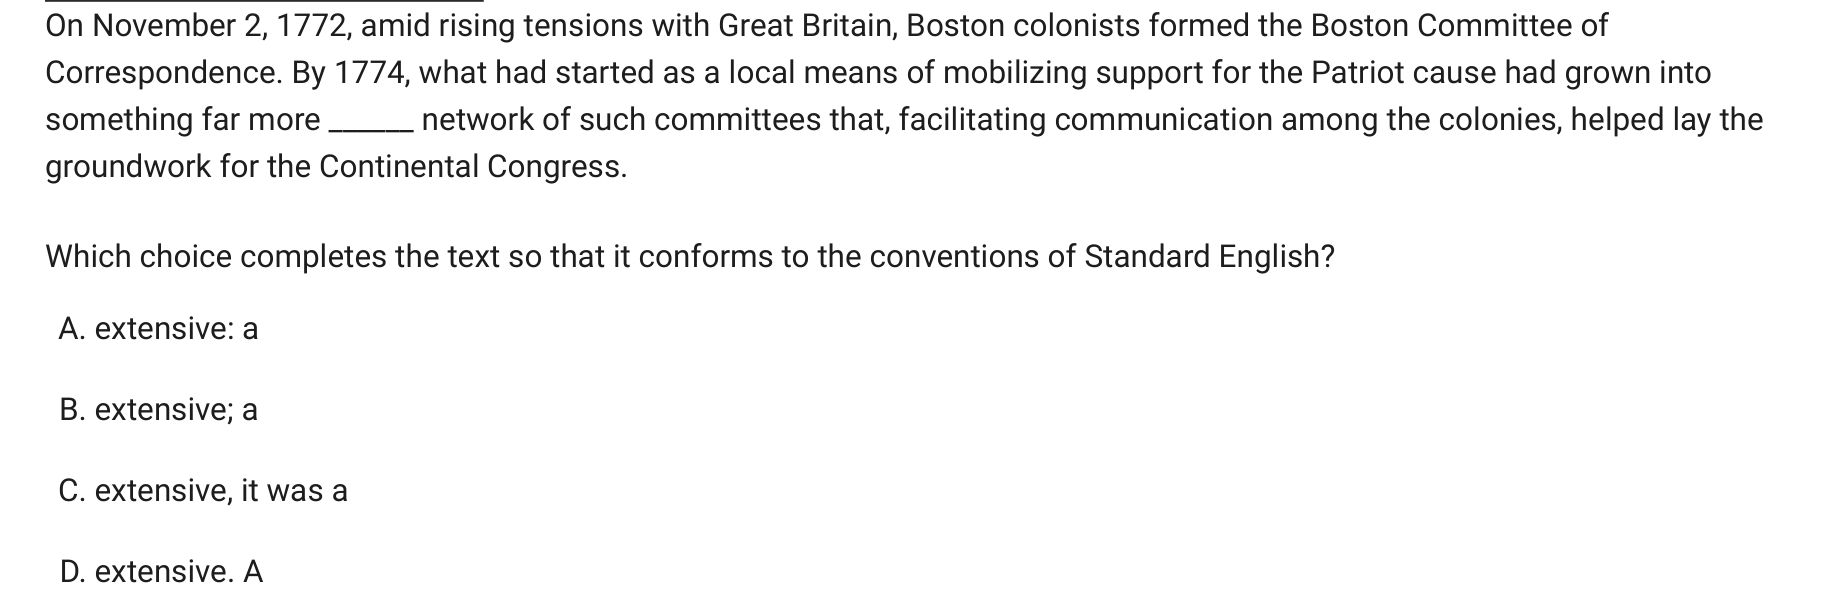 On November 2, 1772, amid rising tensions with Great Britain, Boston colonists formed the Boston Committee of
Correspondence. By 1774, what had started as a local means of mobilizing support for the Patriot cause had grown into
something far more ______ network of such committees that, facilitating communication among the colonies, helped lay the
groundwork for the Continental Congress.
Which choice completes the text so that it conforms to the conventions of Standard English?
A. extensive: a
B. extensive; a
C. extensive, it was a
D. extensive. A